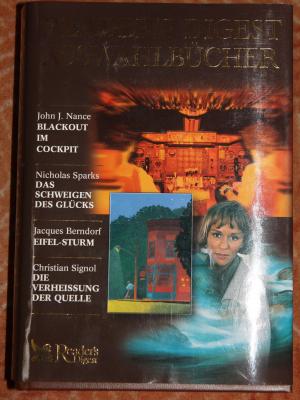 READER'S DIGEST
AUSWAHLBÜCHER
John J. Nance
BLACKOUT
IM
COCKPIT
Nicholas Sparks
DAS
SCHWEIGEN
DES GLÜCKS
Jacques Berndorf
EIFEL-STURM
Christian Signol
DIE
VERHEISSUNG
DER QUELLE
Reader's
Digest